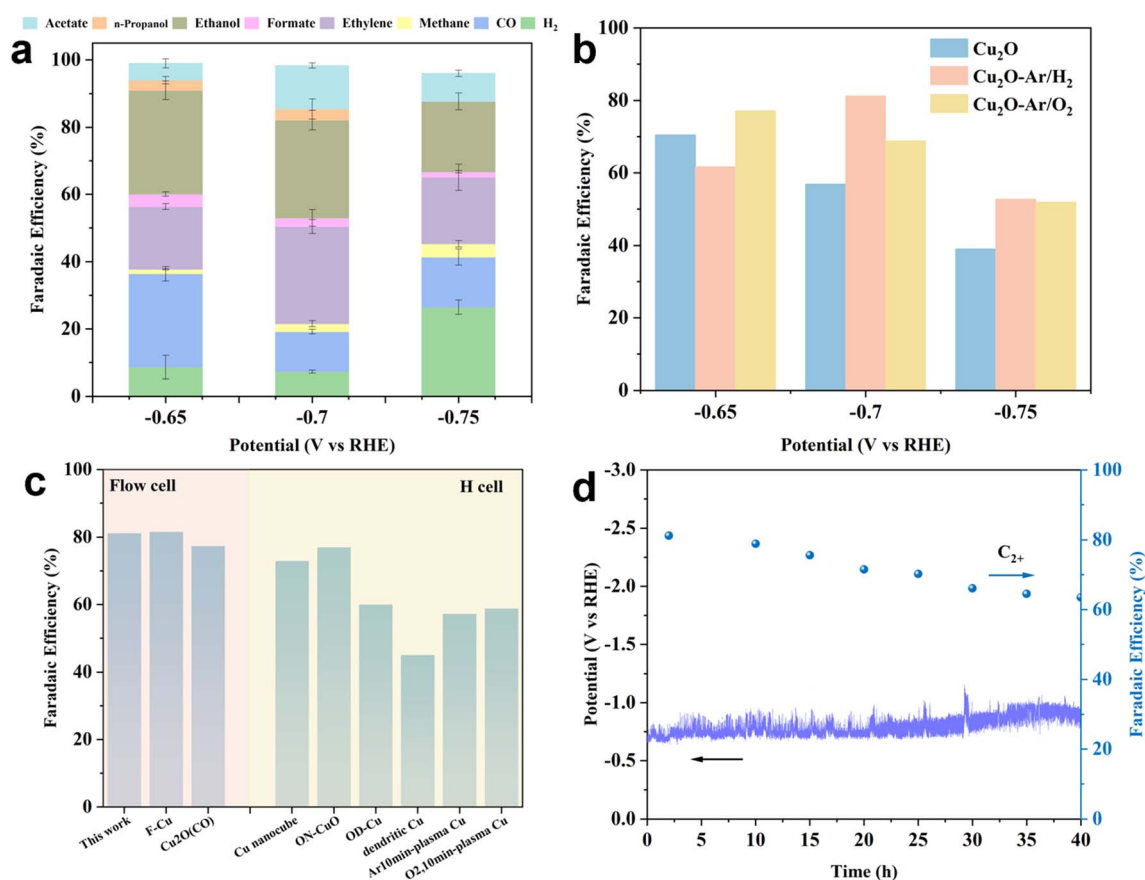 Acetate n-Propanol Ethanol Formate Ethylene Methane CO H₂
a
Faradaic Efficiency (%)
100
80
60
40
20
0
-0.65 -0.7 -0.75
Potential (V vs RHE)
b
Cu₂O
Cu₂O-Ar/H₂
Cu₂O-Ar/O₂
Faradaic Efficiency (%)
100
80
60
40
20
0
-0.65 -0.7 -0.75
Potential (V vs RHE)
c
Flow cell H cell
Faradaic Efficiency (%)
100
80
60
40
20
0
This work
F-Cu
Cu2O(CO)
Cu nanocube
ON-CuO
OD-Cu
dendritic Cu
Ar10min-plasma Cu
O2,10min-plasma Cu
d
Potential (V vs RHE)
-3.0
-2.5
-2.0
-1.5
-1.0
-0.5
0.0
C₂₊
100
80
60
40
20
0
Faradaic Efficiency (%)
0 5 10 15 20 25 30 35 40
Time (h)